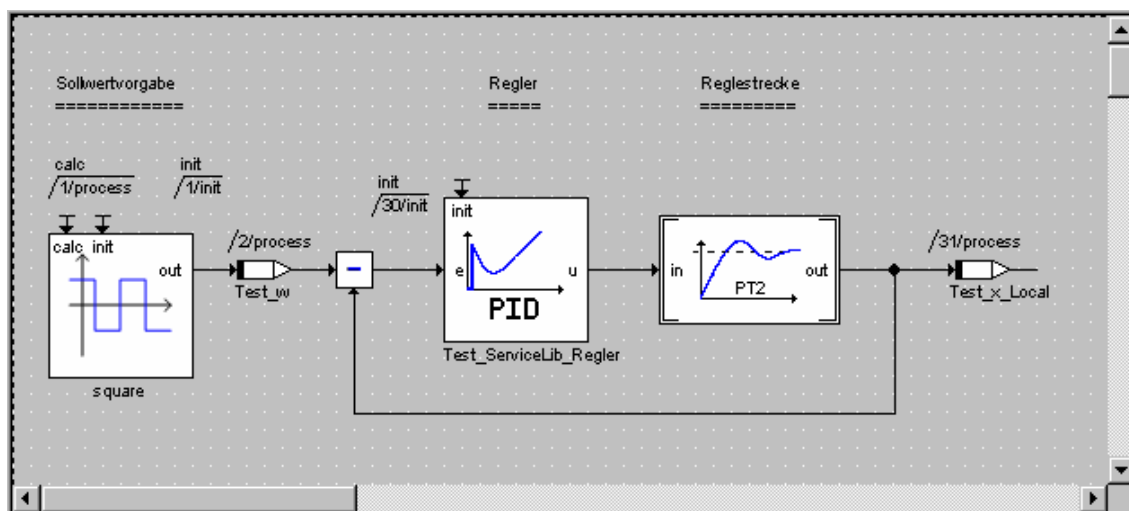 Sollwertvorgabe
============
Regler
=====
Reglestrecke
=========
calc
/1/process
init
/1/init
init
/30/init
calc init
out
square
/2/process
Test_w
-
init
e
u
PID
Test_ServiceLib_Regler
in
out
PT2
/31/process
Test_x_Local